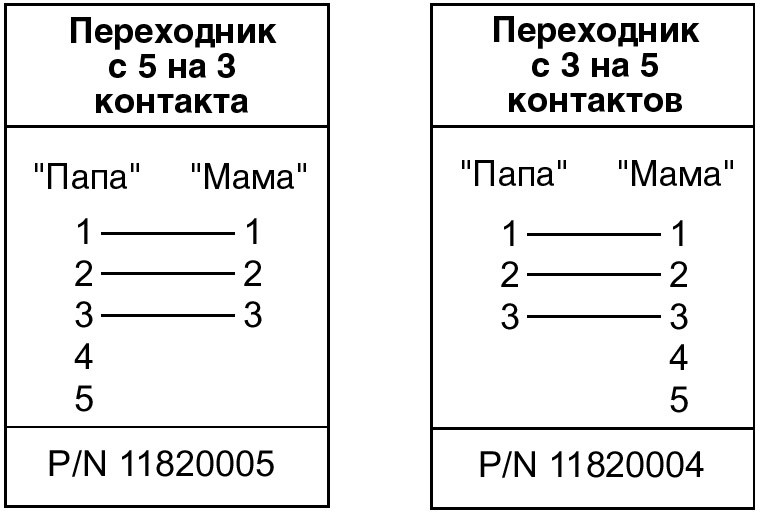 Переходник
с 5 на 3
контакта
"Папа" "Мама"
1 1
2 2
3 3
4
5
P/N 11820005
Переходник
с 3 на 5
контактов
"Папа" "Мама"
1 1
2 2
3 3
4
5
P/N 11820004